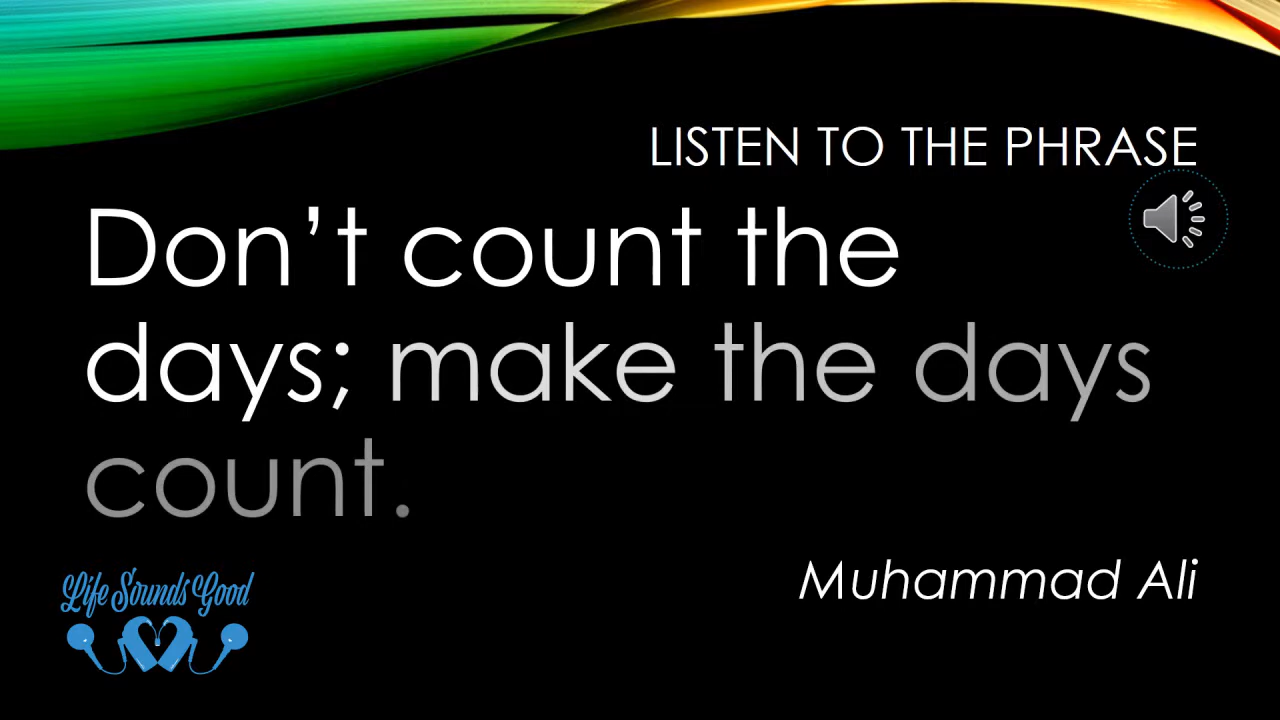 LISTEN TO THE PHRASE
Don’t count the
days; make the days
count.
Muhammad Ali
Life Sounds Good